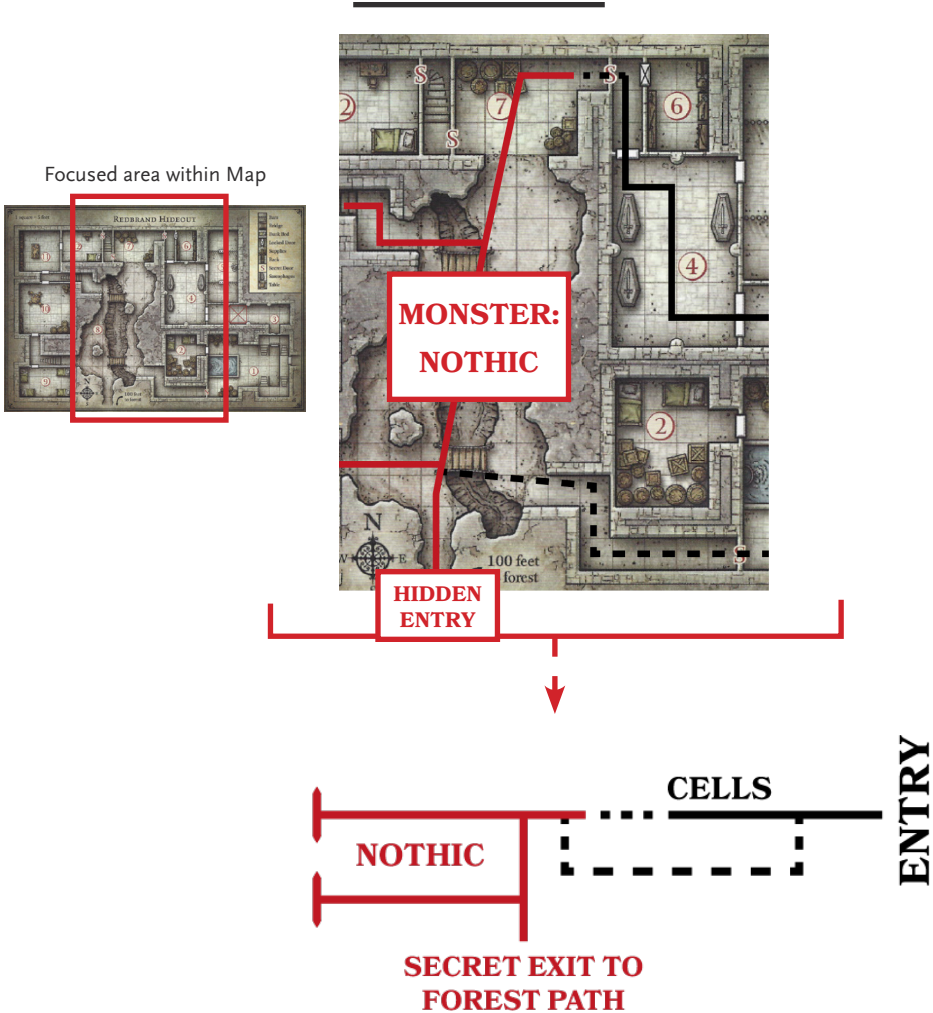 S
S
2
7
S
6
Focused area within Map
REDBRAND HIDEOUT
4
MONSTER:
NOTHIC
2
N
W
E
100 feet
forest
S
HIDDEN
ENTRY
CELLS
ENTRY
NOTHIC
SECRET EXIT TO
FOREST PATH